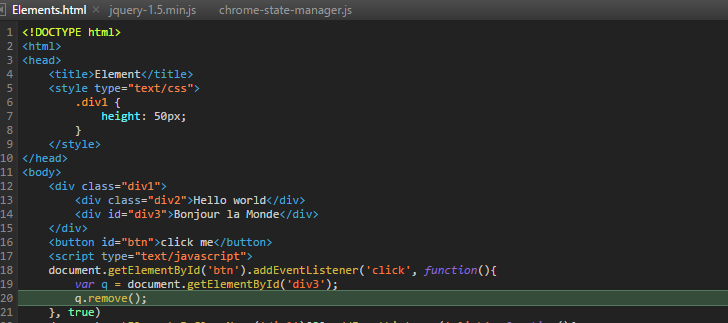 Elements.html × jquery-1.5.min.js chrome-state-manager.js
1 <!DOCTYPE html>
2 <html>
3 <head>
4 <title>Element</title>
5 <style type="text/css">
6 .div1 {
7 height: 50px;
8 }
9 </style>
10 </head>
11 <body>
12 <div class="div1">
13 <div class="div2">Hello world</div>
14 <div id="div3">Bonjour la Monde</div>
15 </div>
16 <button id="btn">click me</button>
17 <script type="text/javascript">
18 document.getElementById('btn').addEventListener('click', function(){
19 var q = document.getElementById('div3');
20 q.remove();
21 }, true)